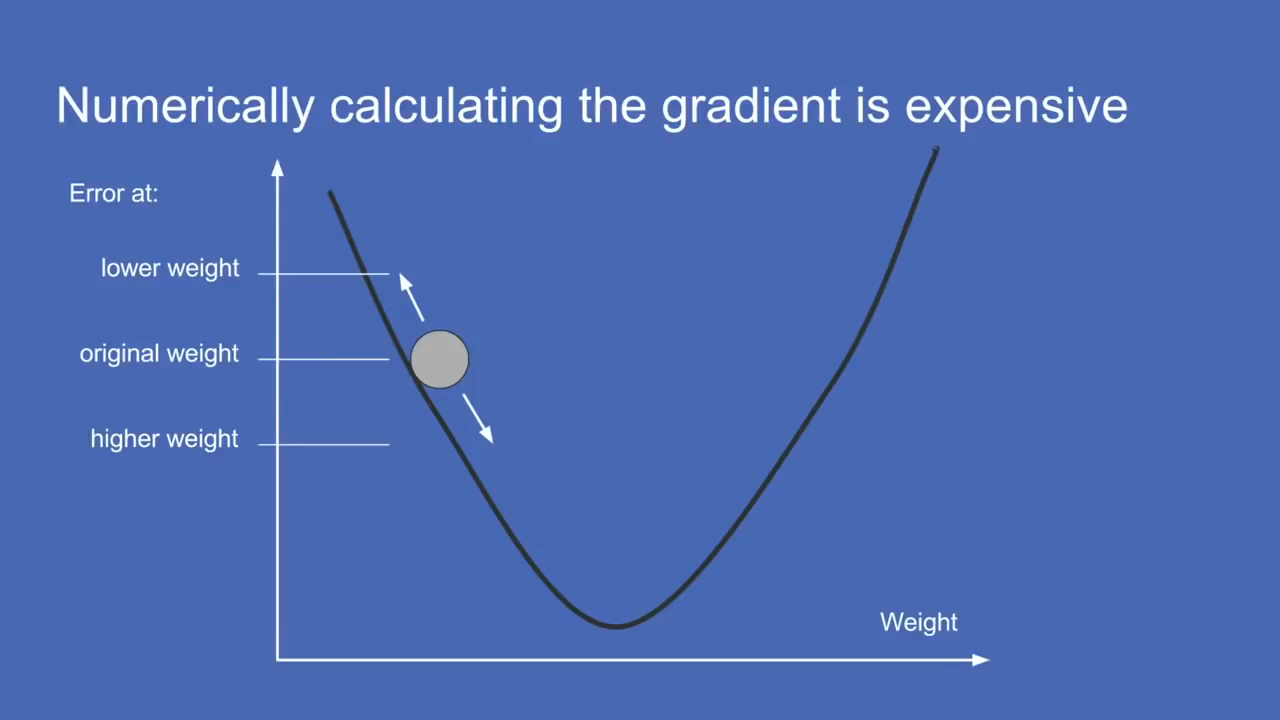 Numerically calculating the gradient is expensive
Error at:
lower weight
original weight
higher weight
Weight